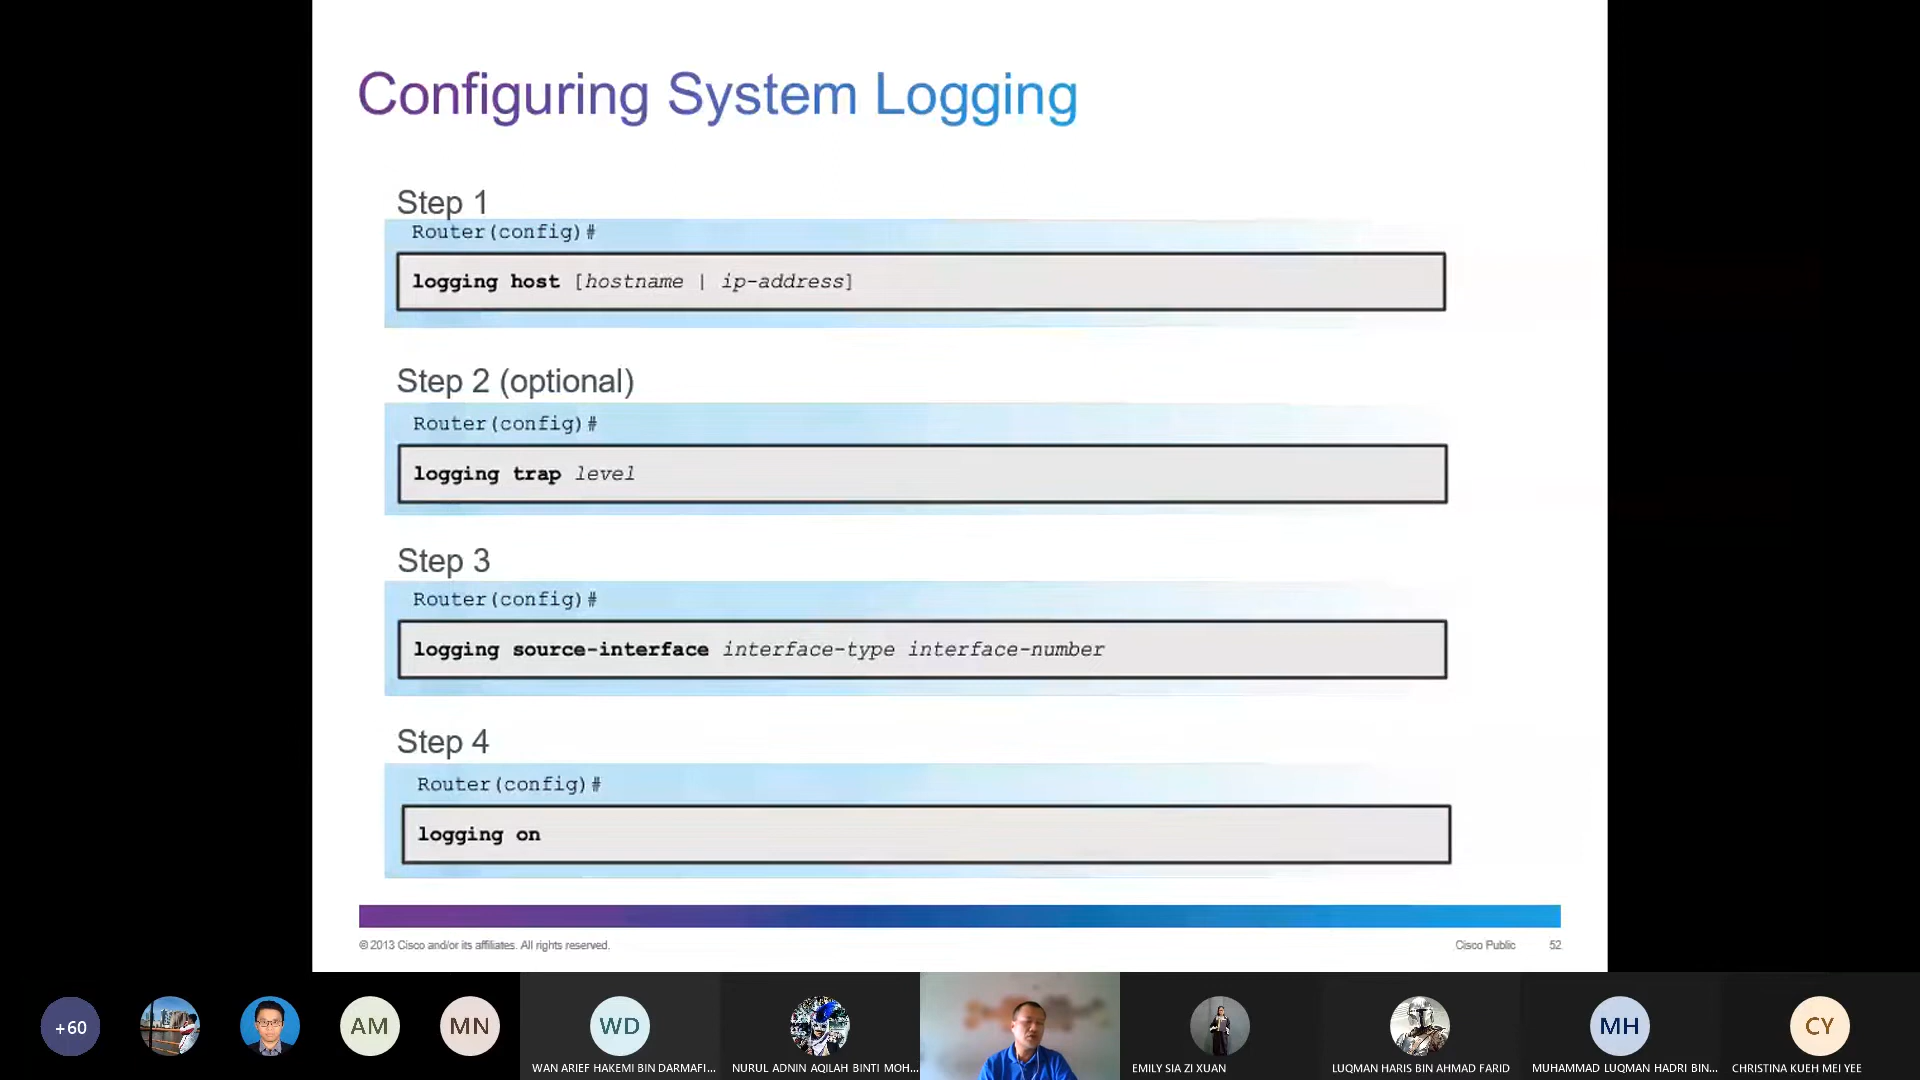 Configuring System Logging
Step 1
Router(config)#
logging host [hostname | ip-address]
Step 2 (optional)
Router(config)#
logging trap level
Step 3
Router(config)#
logging source-interface interface-type interface-number
Step 4
Router(config)#
logging on
© 2013 Cisco and/or its affiliates. All rights reserved.
Cisco Public 52
+60
AM
MN
WD
MH
CY
WAN ARIEF HAKEMI BIN DARMAFI...
NURUL ADNIN AQILAH BINTI MOH...
EMILY SIA ZI XUAN
LUQMAN HARIS BIN AHMAD FARID
MUHAMMAD LUQMAN HADRI BIN...
CHRISTINA KUEH MEI YEE